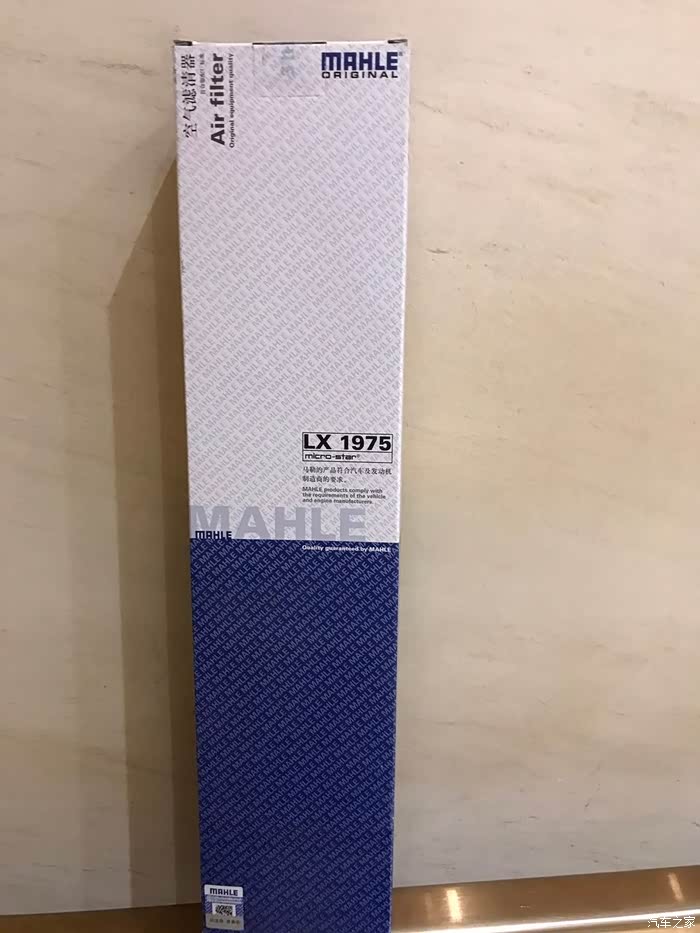 MAHLE
ORIGINAL
空气滤清器
Air filter
Original equipment quality
LX 1975
micro-star®
马勒的产品符合汽车及发动机
制造商的要求。
MAHLE products comply with
the requirements of the vehicle
and engine manufacturers.
MAHLE
MAHLE
Quality guaranteed by MAHLE
MAHLE
汽车之家